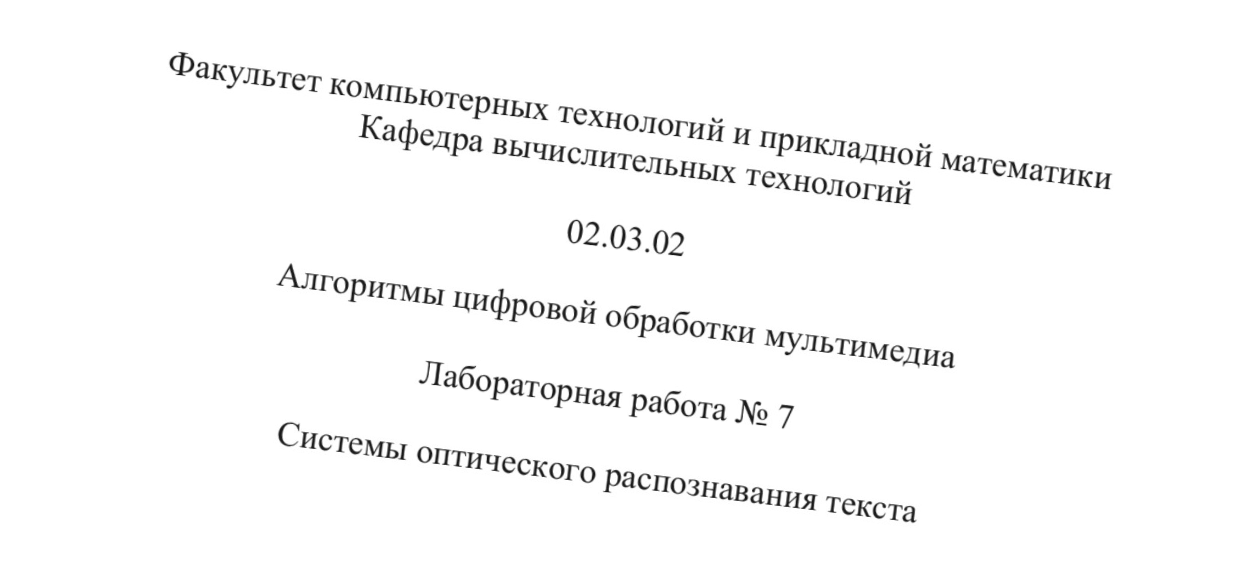 Факультет компьютерных технологий и прикладной математики
Кафедра вычислительных технологий
02.03.02
Алгоритмы цифровой обработки мультимедиа
Лабораторная работа № 7
Системы оптического распознавания текста